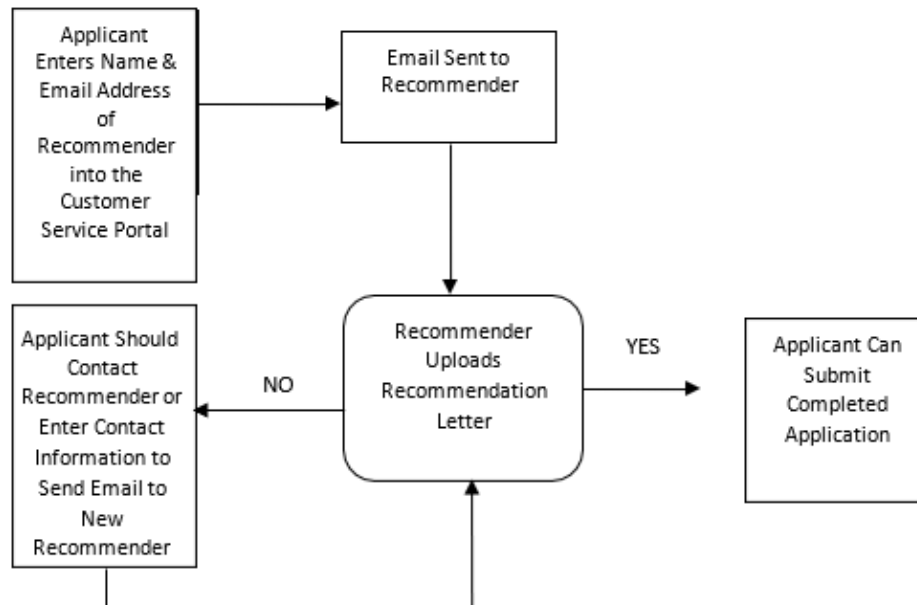 Applicant
Enters Name &
Email Address
of
Recommender
into the
Customer
Service Portal
Email Sent to
Recommender
Recommender
Uploads
Recommendation
Letter
YES
Applicant Can
Submit
Completed
Application
NO
Applicant Should
Contact
Recommender or
Enter Contact
Information to
Send Email to
New
Recommender